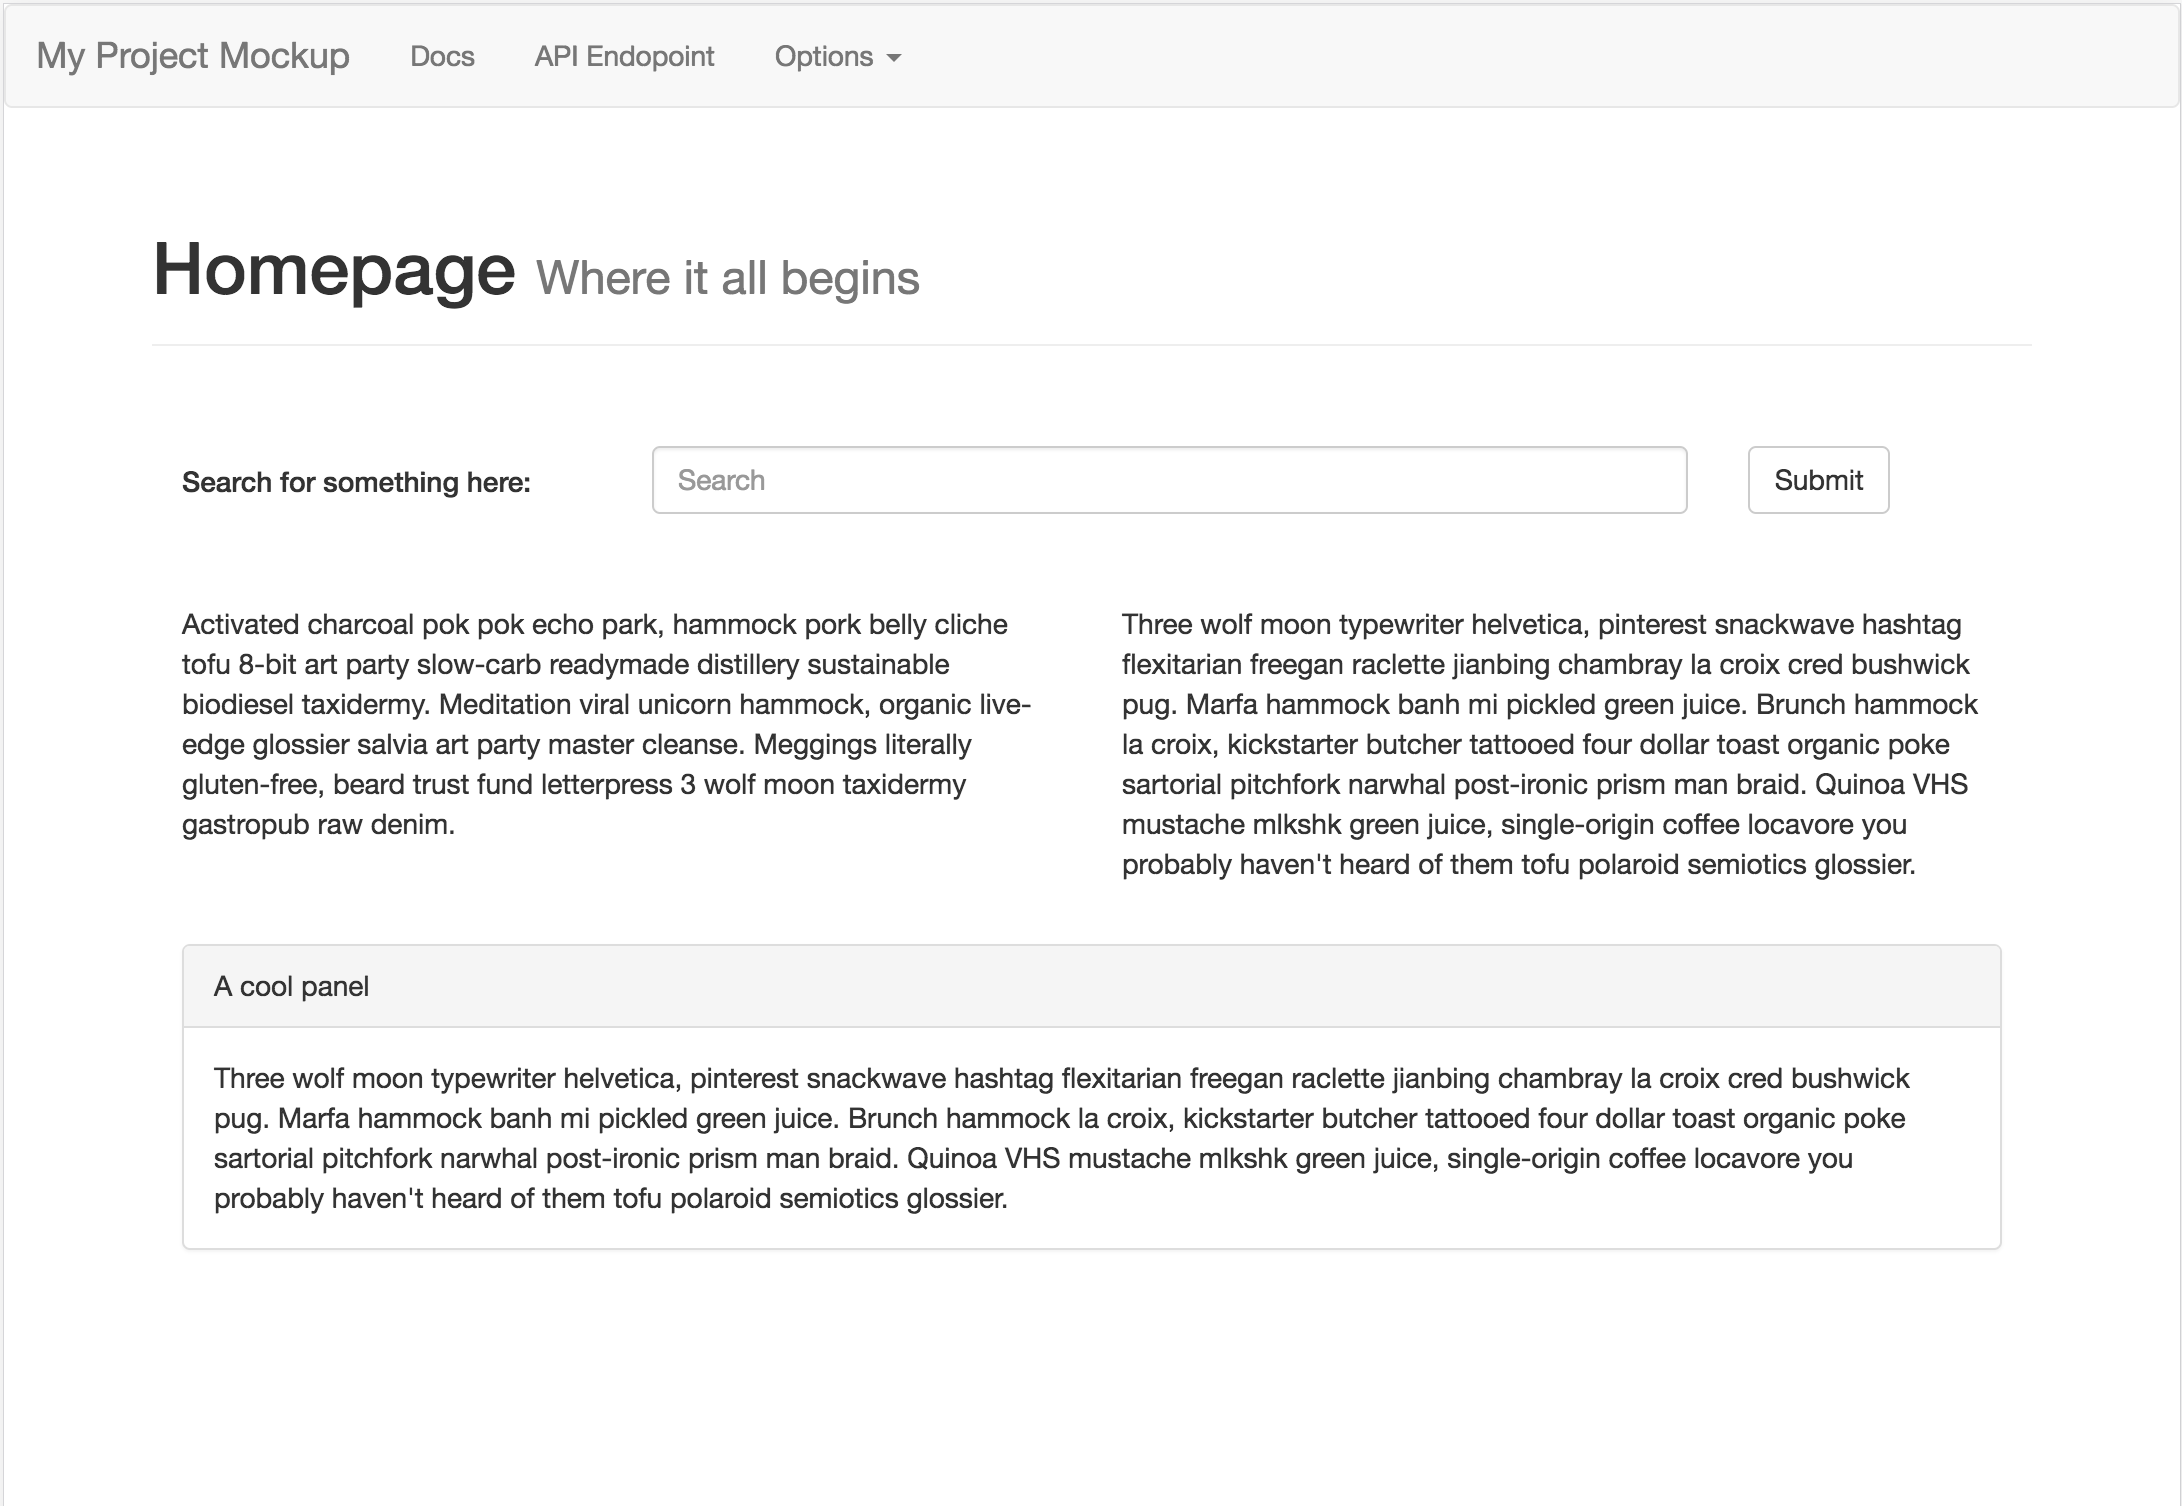 My Project Mockup Docs API Endopoint Options
Homepage Where it all begins
Search for something here: Search Submit
Activated charcoal pok pok echo park, hammock pork belly cliche
tofu 8-bit art party slow-carb readymade distillery sustainable
biodiesel taxidermy. Meditation viral unicorn hammock, organic live-
edge glossier salvia art party master cleanse. Meggings literally
gluten-free, beard trust fund letterpress 3 wolf moon taxidermy
gastropub raw denim.
Three wolf moon typewriter helvetica, pinterest snackwave hashtag
flexitarian freegan raclette jianbing chambray la croix cred bushwick
pug. Marfa hammock banh mi pickled green juice. Brunch hammock
la croix, kickstarter butcher tattooed four dollar toast organic poke
sartorial pitchfork narwhal post-ironic prism man braid. Quinoa VHS
mustache mlkshk green juice, single-origin coffee locavore you
probably haven't heard of them tofu polaroid semiotics glossier.
A cool panel
Three wolf moon typewriter helvetica, pinterest snackwave hashtag flexitarian freegan raclette jianbing chambray la croix cred bushwick
pug. Marfa hammock banh mi pickled green juice. Brunch hammock la croix, kickstarter butcher tattooed four dollar toast organic poke
sartorial pitchfork narwhal post-ironic prism man braid. Quinoa VHS mustache mlkshk green juice, single-origin coffee locavore you
probably haven't heard of them tofu polaroid semiotics glossier.